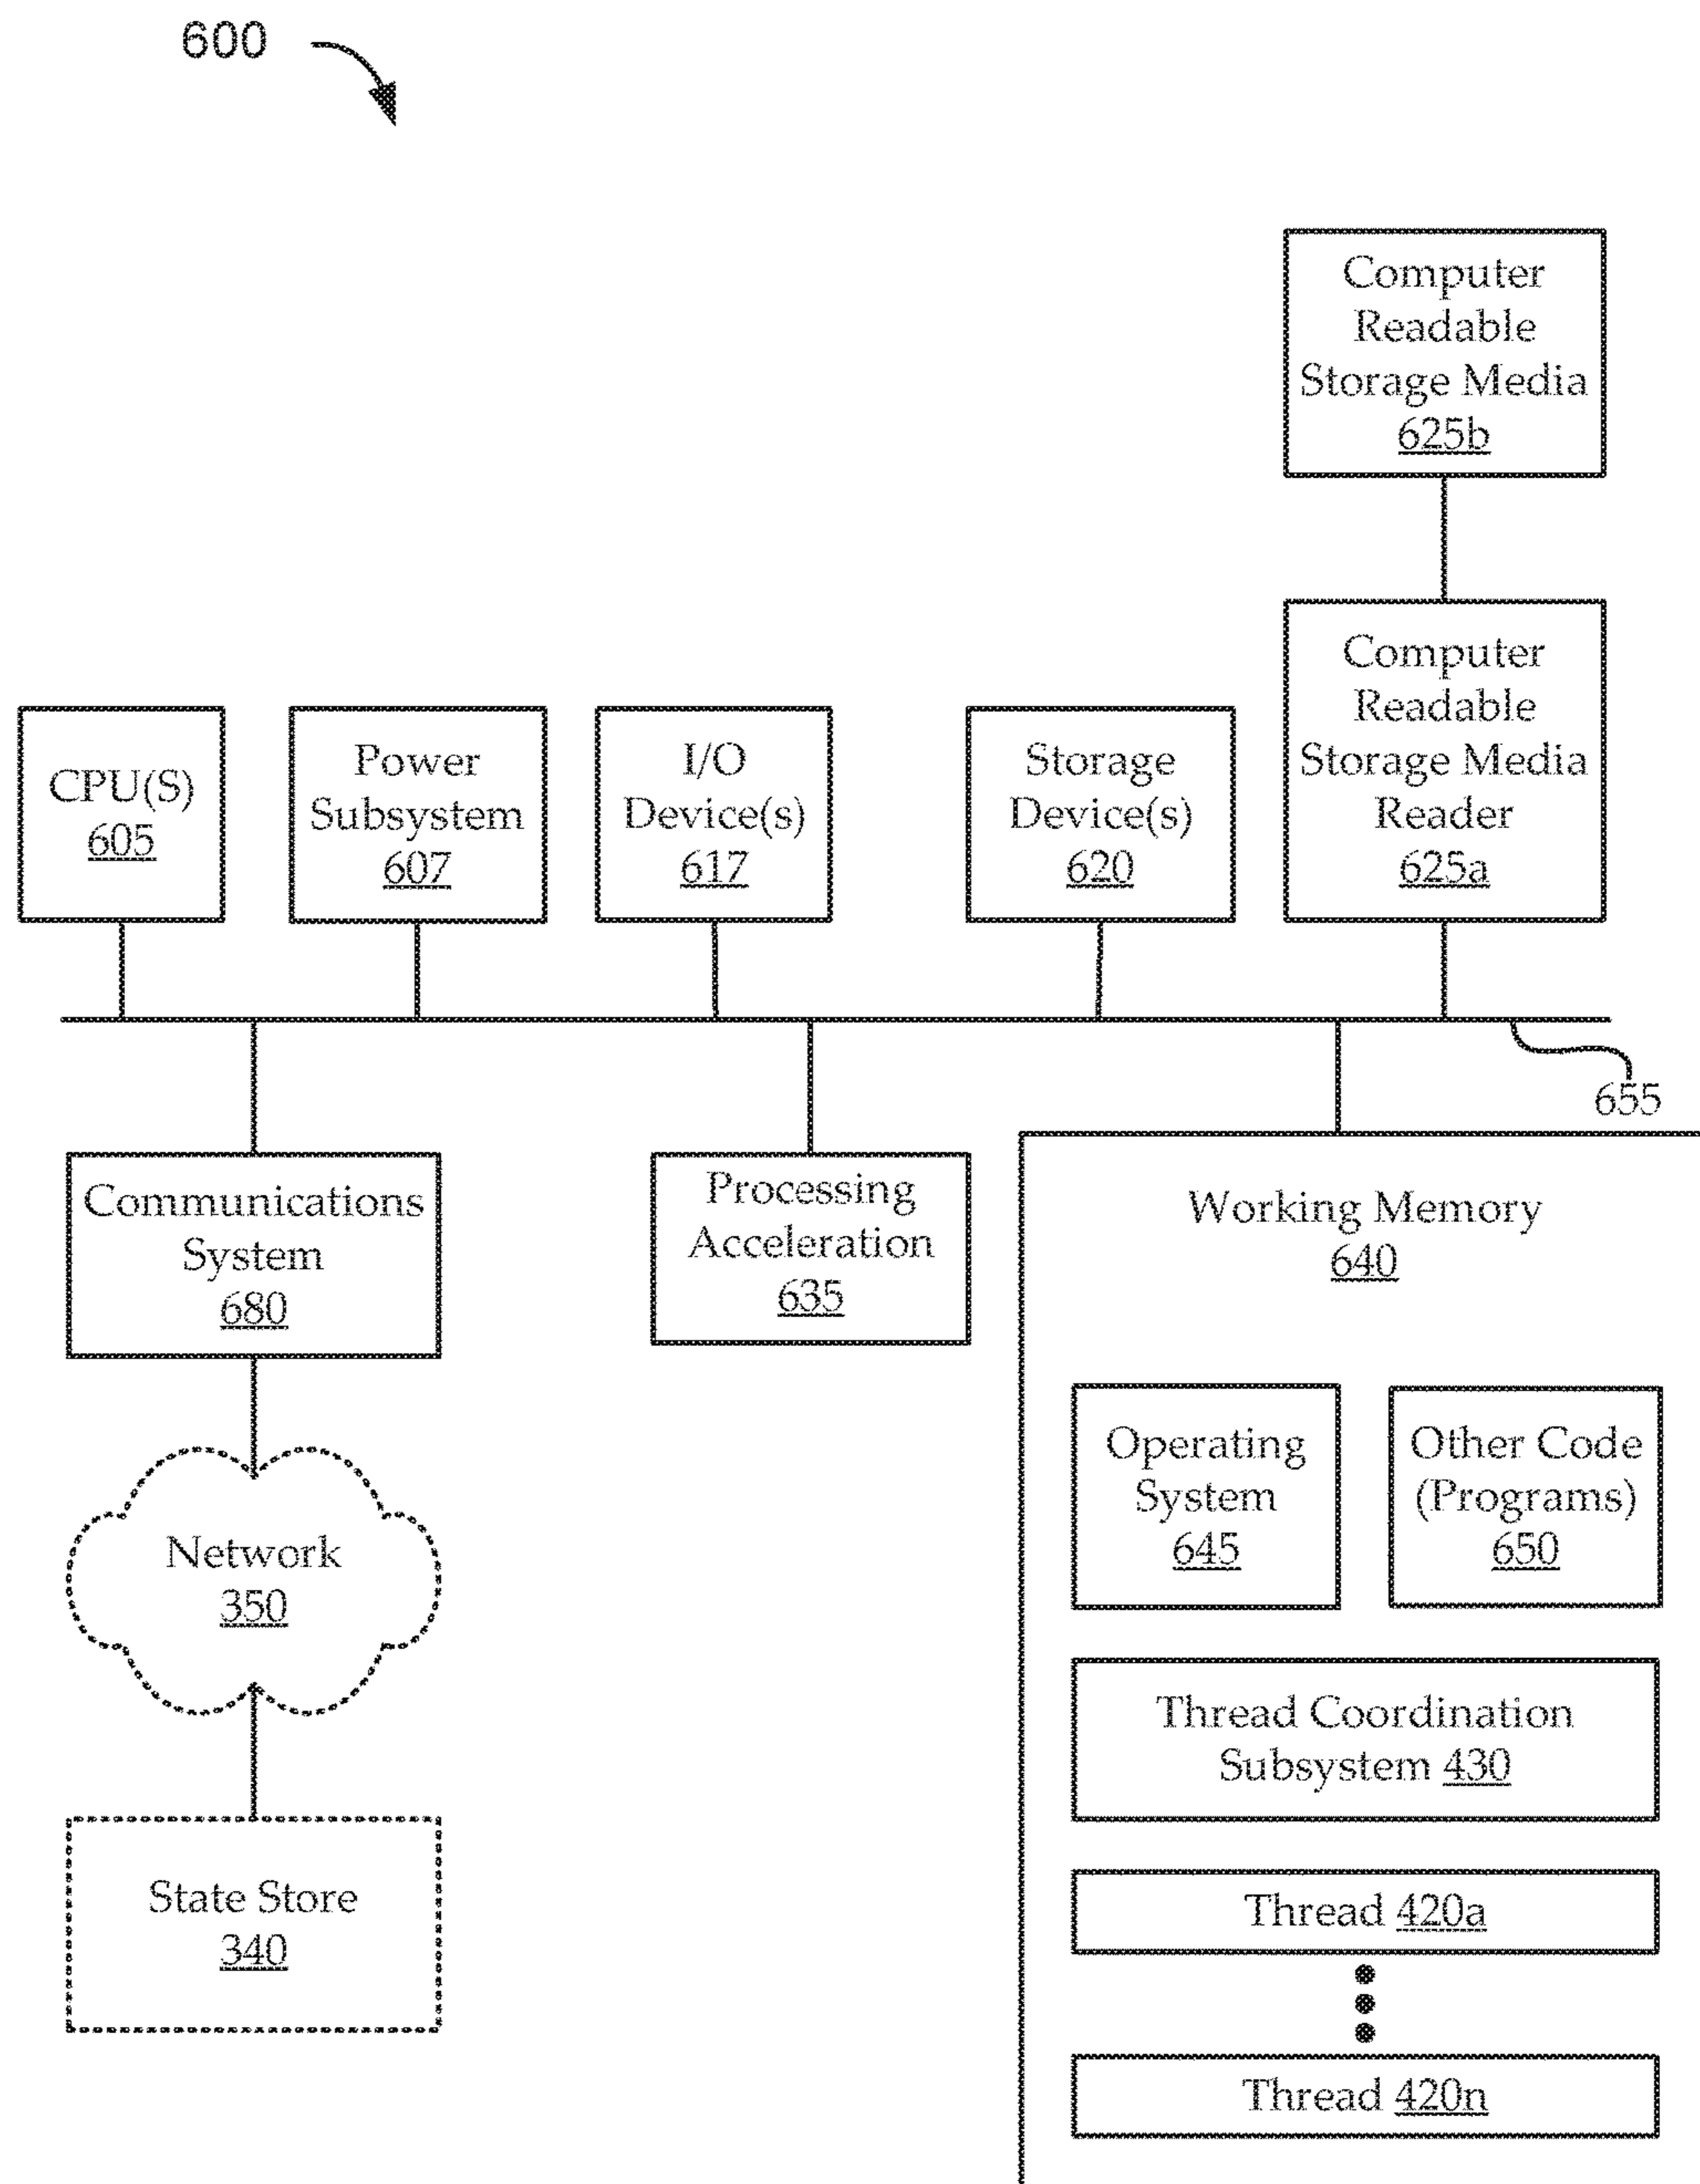 600
Computer
Readable
Storage Media
625b
Computer
Readable
Storage Media
Reader
625a
CPU(S)
605
Power
Subsystem
607
I/O
Device(s)
617
Storage
Device(s)
620
655
Communications
System
680
Processing
Acceleration
635
Working Memory
640
Operating
System
645
Other Code
(Programs)
650
Network
350
Thread Coordination
Subsystem 430
State Store
340
Thread 420a
Thread 420n